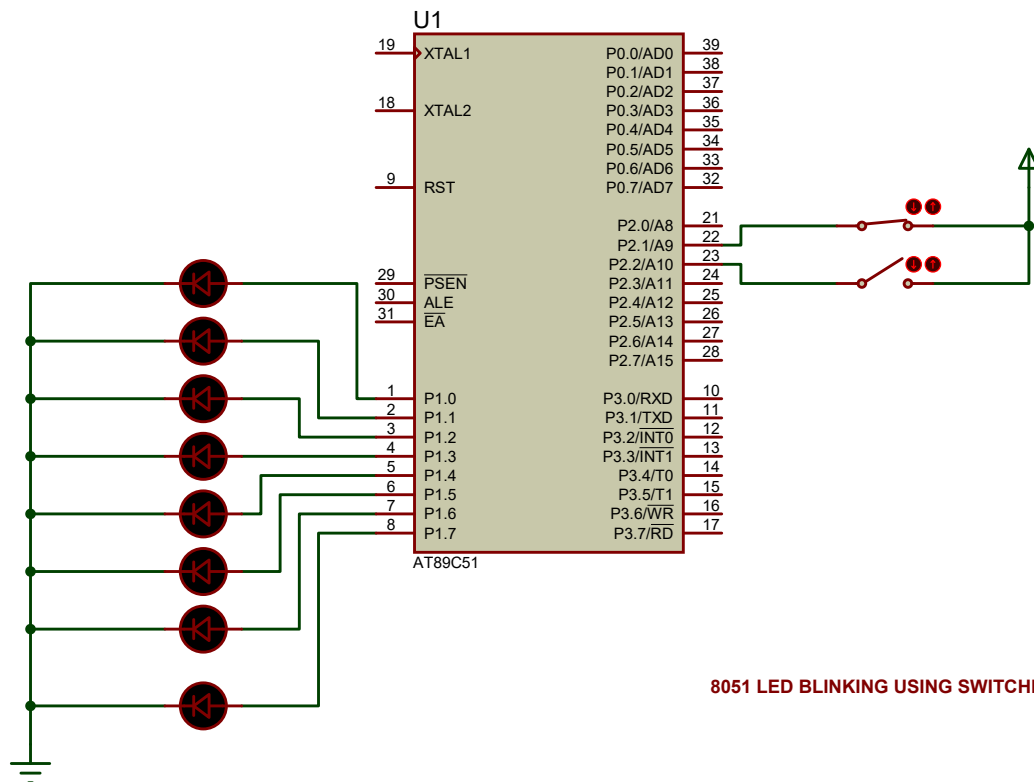 U1
19 XTAL1 P0.0/AD0 39
P0.1/AD1 38
P0.2/AD2 37
18 XTAL2 P0.3/AD3 36
P0.4/AD4 35
P0.5/AD5 34
P0.6/AD6 33
9 RST P0.7/AD7 32
P2.0/A8 21
P2.1/A9 22
P2.2/A10 23
29 PSEN P2.3/A11 24
30 ALE P2.4/A12 25
31 EA P2.5/A13 26
P2.6/A14 27
P2.7/A15 28
1 P1.0 P3.0/RXD 10
2 P1.1 P3.1/TXD 11
3 P1.2 P3.2/INT0 12
4 P1.3 P3.3/INT1 13
5 P1.4 P3.4/T0 14
6 P1.5 P3.5/T1 15
7 P1.6 P3.6/WR 16
8 P1.7 P3.7/RD 17
AT89C51
8051 LED BLINKING USING SWITCH